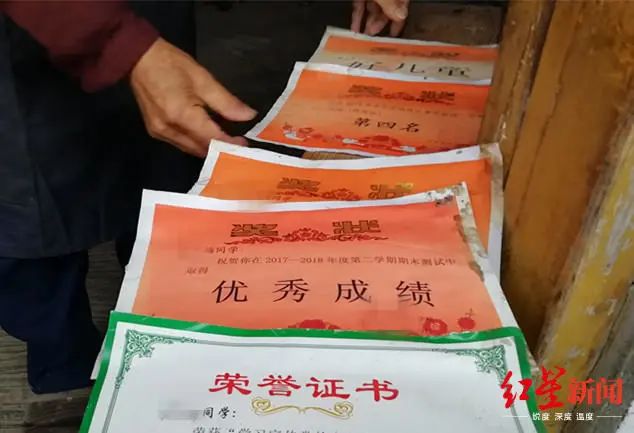 好儿童
奖状
第四名
奖状
奖状
同学
祝贺你在2017—2018年度第二学期期末测试中
取得
优秀成绩
荣誉证书
同学：
红星新闻
锐度 深度 温度